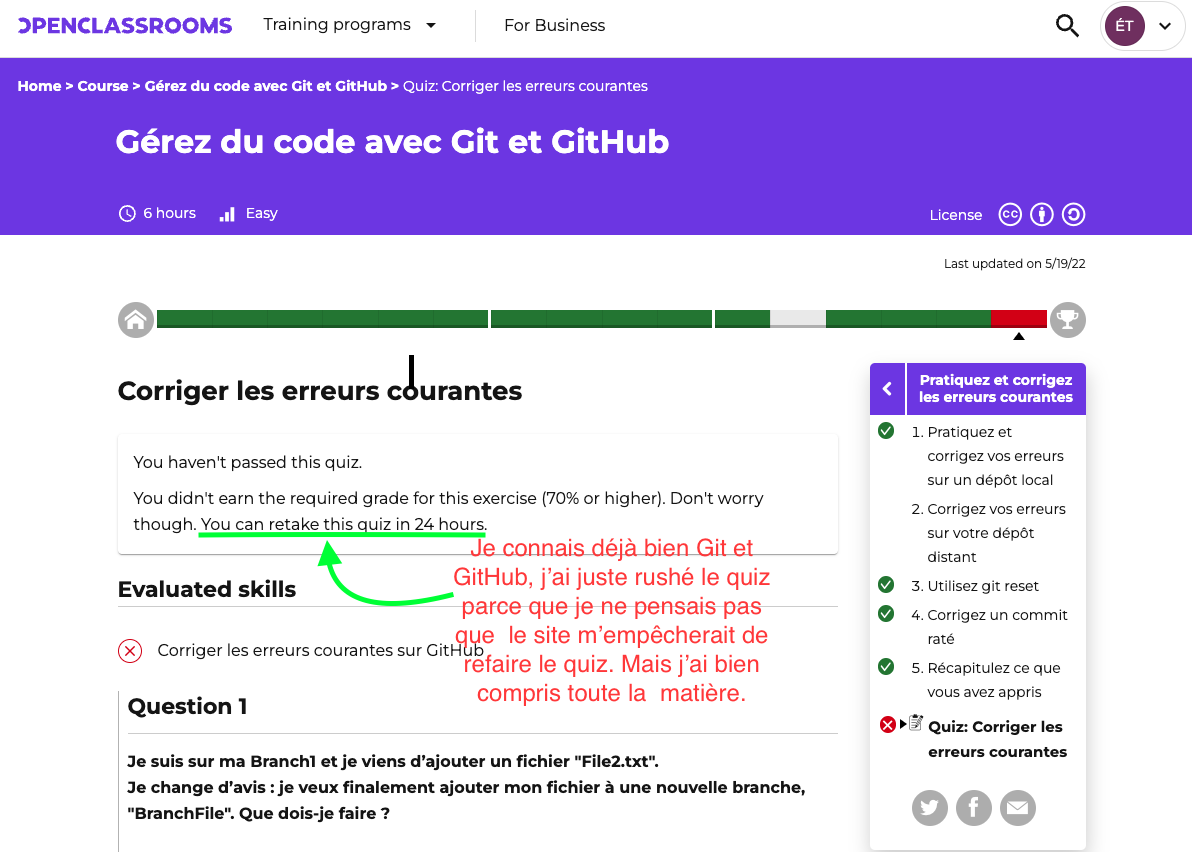 OPENCLASSROOMS
Training programs
For Business
ÉT
Home > Course > Gérez du code avec Git et GitHub > Quiz: Corriger les erreurs courantes
Gérez du code avec Git et GitHub
6 hours
Easy
License
cc
Last updated on 5/19/22
Corriger les erreurs courantes
You haven't passed this quiz.
You didn't earn the required grade for this exercise (70% or higher). Don't worry
though. You can retake this quiz in 24 hours.
Je connais déjà bien Git et
GitHub, j’ai juste rushé le quiz
parce que je ne pensais pas
que  le site m’empêcherait de
refaire le quiz. Mais j’ai bien
compris toute la  matière.
Evaluated skills
Corriger les erreurs courantes sur GitHub
Question 1
Je suis sur ma Branch1 et je viens d’ajouter un fichier "File2.txt".
Je change d’avis : je veux finalement ajouter mon fichier à une nouvelle branche,
"BranchFile". Que dois-je faire ?
Pratiquez et corrigez
les erreurs courantes
1. Pratiquez et
corrigez vos erreurs
sur un dépôt local
2. Corrigez vos erreurs
sur votre dépôt
distant
3. Utilisez git reset
4. Corrigez un commit
raté
5. Récapitulez ce que
vous avez appris
Quiz: Corriger les
erreurs courantes